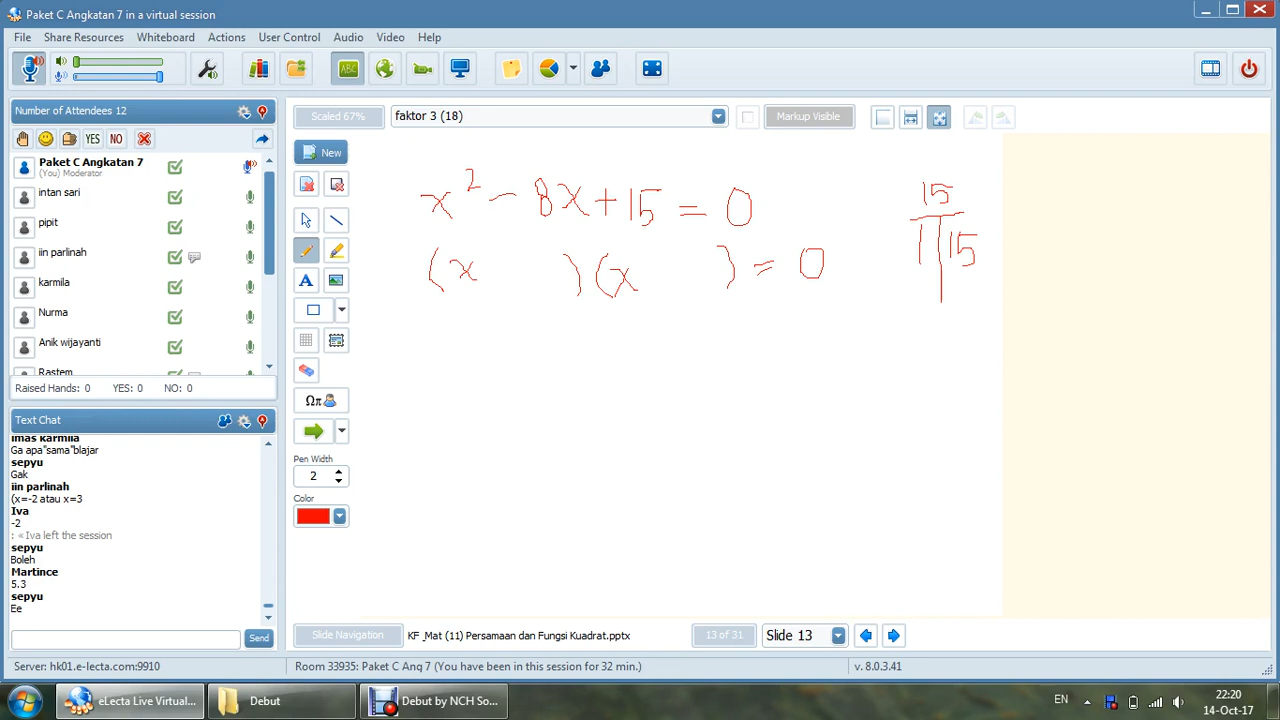 Paket C Angkatan 7 in a virtual session
File Share Resources Whiteboard Actions User Control Audio Video Help
ABC
Number of Attendees 12
YES NO
Paket C Angkatan 7
(You) Moderator
intan sari
pipit
iin parlinah
karmila
Nurma
Anik wijayanti
Rastem
Raised Hands: 0 YES: 0 NO: 0
Text Chat
imas karmila
Ga apa"sama"blajar
sepyu
Gak
iin parlinah
(x=-2 atau x=3
Iva
-2
: « Iva left the session
sepyu
Boleh
Martince
5.3
sepyu
Ee
Send
Scaled 67% faktor 3 (18) Markup Visible
New
A
Ωπ
Pen Width
2
Color
x² - 8x + 15 = 0
(x )(x ) = 0
15
1 15
Slide Navigation KF_Mat (11) Persamaan dan Fungsi Kuadrat.pptx 13 of 31 Slide 13
Server: hk01.e-lecta.com:9910 Room 33935: Paket C Ang 7 (You have been in this session for 32 min.) v. 8.0.3.41
eLecta Live Virtual... Debut Debut by NCH So... EN 22:20
14-Oct-17